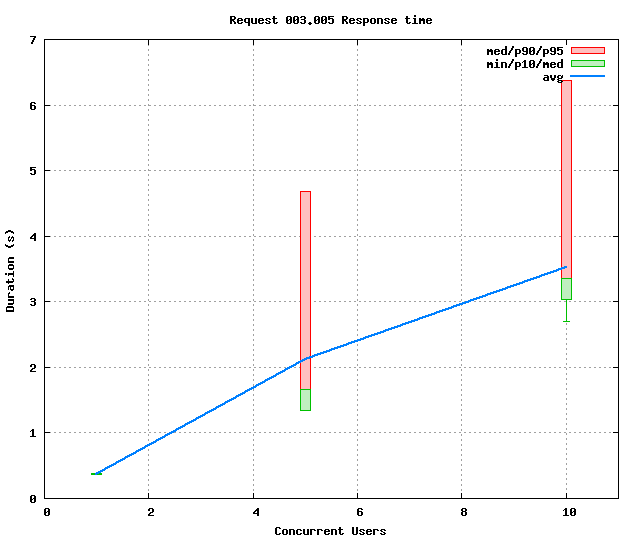 Request 003.005 Response time
med/p90/p95
min/p10/med
avg
7
6
5
4
3
2
1
0
Duration (s)
0 2 4 6 8 10
Concurrent Users